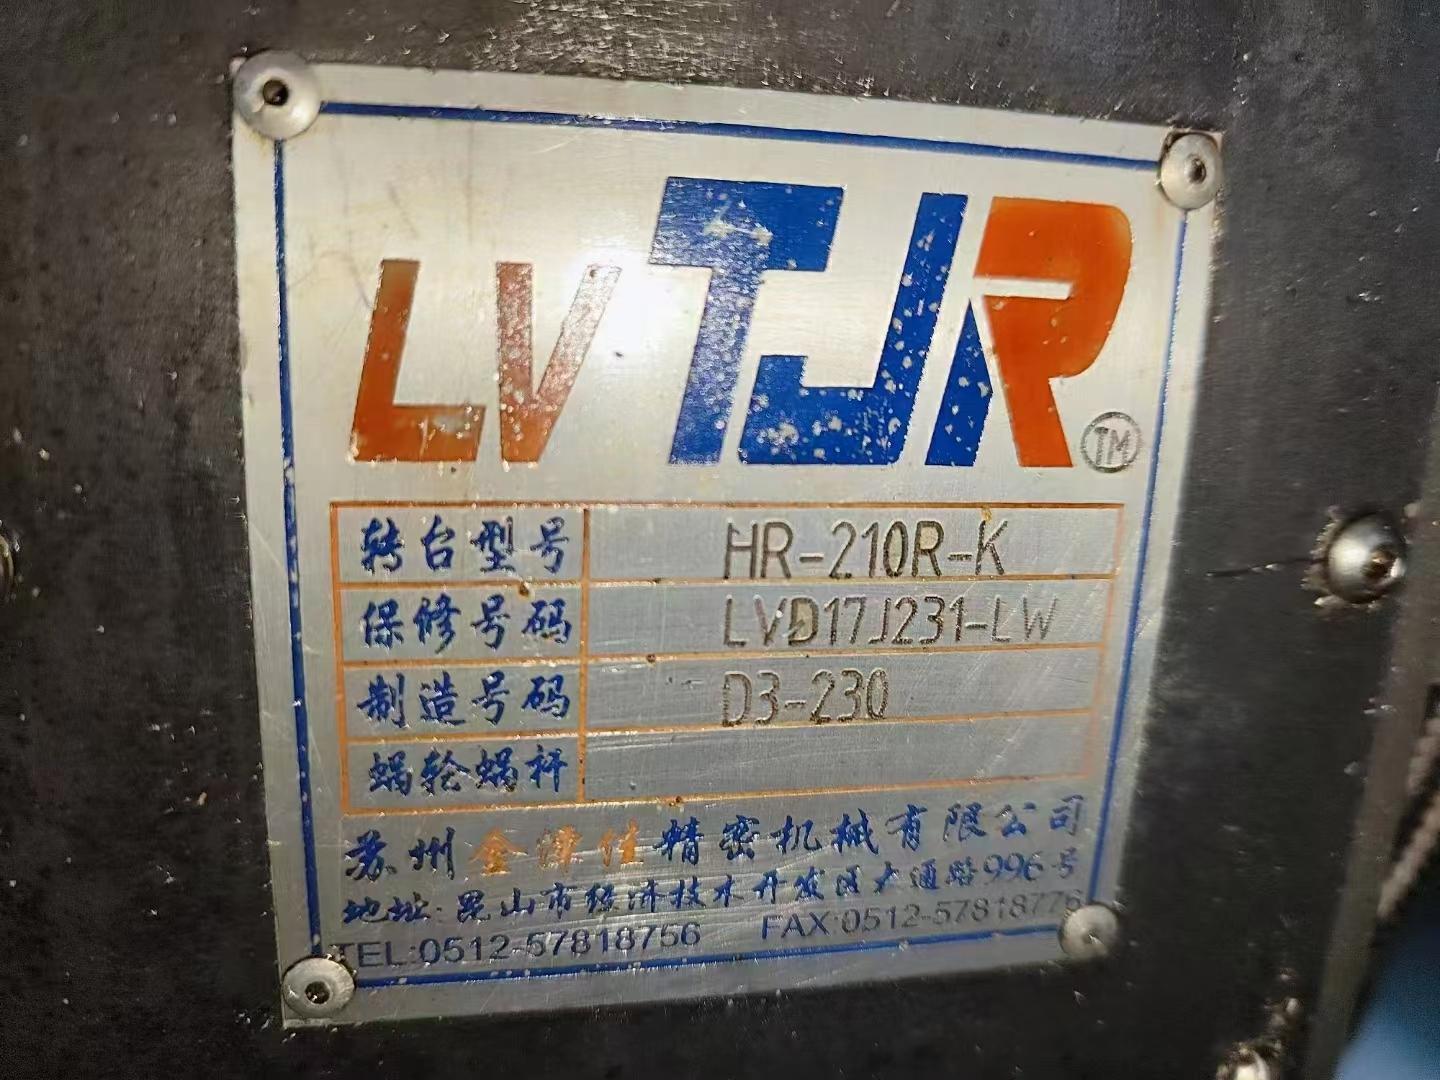 LV TJR TM
转台型号 HR-210R-K
保修号码 LVD17J231-LW
制造号码 D3-230
蜗轮蜗杆
苏州金潭佳精密机械有限公司
地址:昆山市经济技术开发区大通路996号
TEL:0512-57818756 FAX:0512-57818776